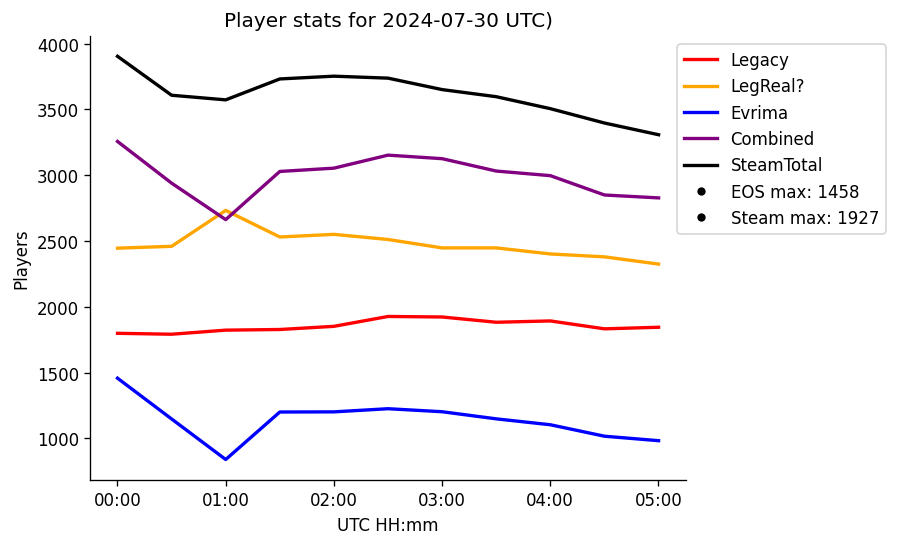 Player stats for 2024-07-30 UTC)
Players
4000
3500
3000
2500
2000
1500
1000
00:00
01:00
02:00
03:00
04:00
05:00
UTC HH:mm
Legacy
LegReal?
Evrima
Combined
SteamTotal
EOS max: 1458
Steam max: 1927